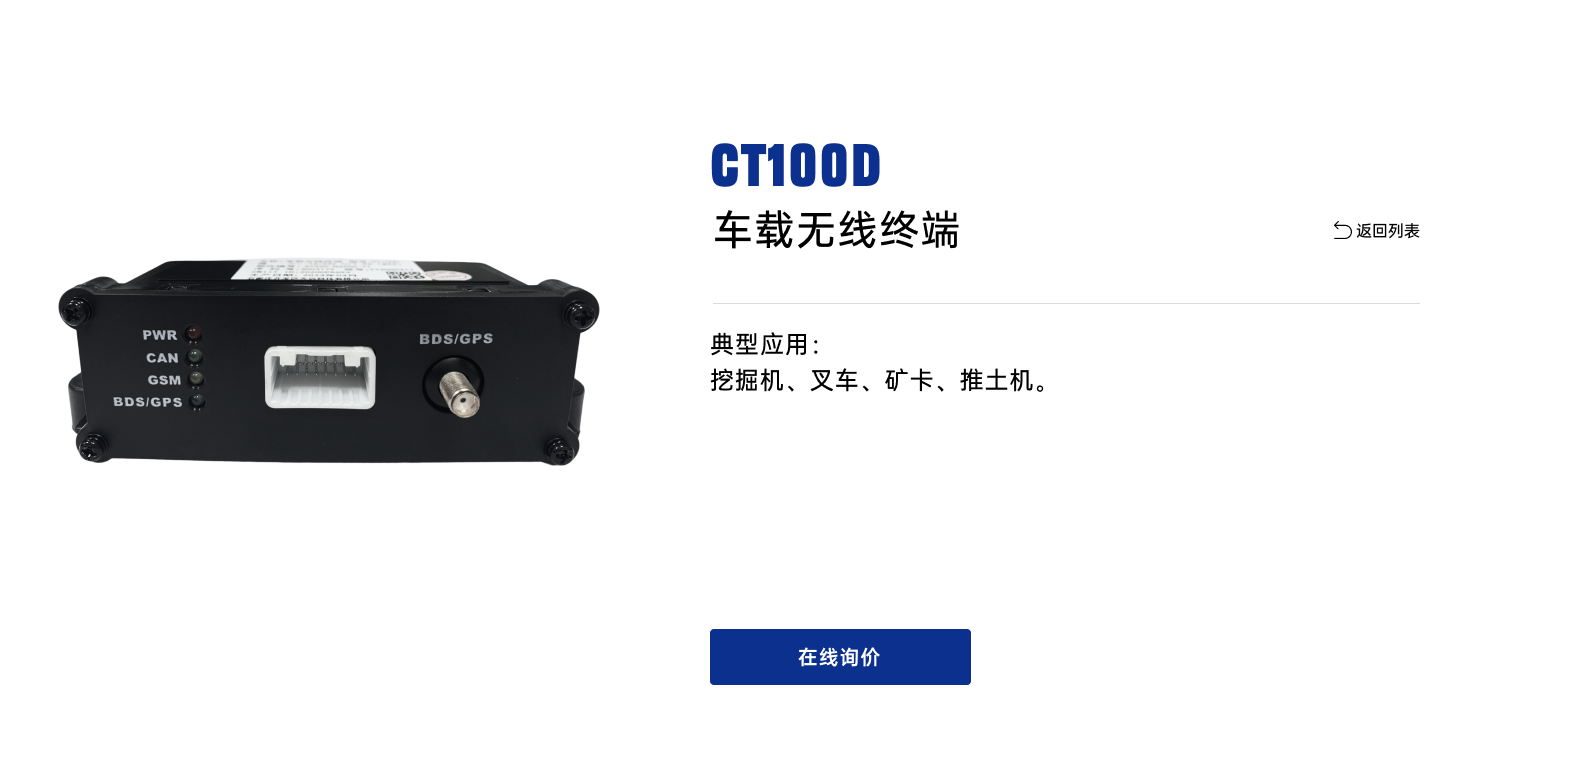 CT100D
车载无线终端
返回列表
典型应用：
挖掘机、叉车、矿卡、推土机。
PWR
CAN
GSM
BDS/GPS
BDS/GPS
在线询价